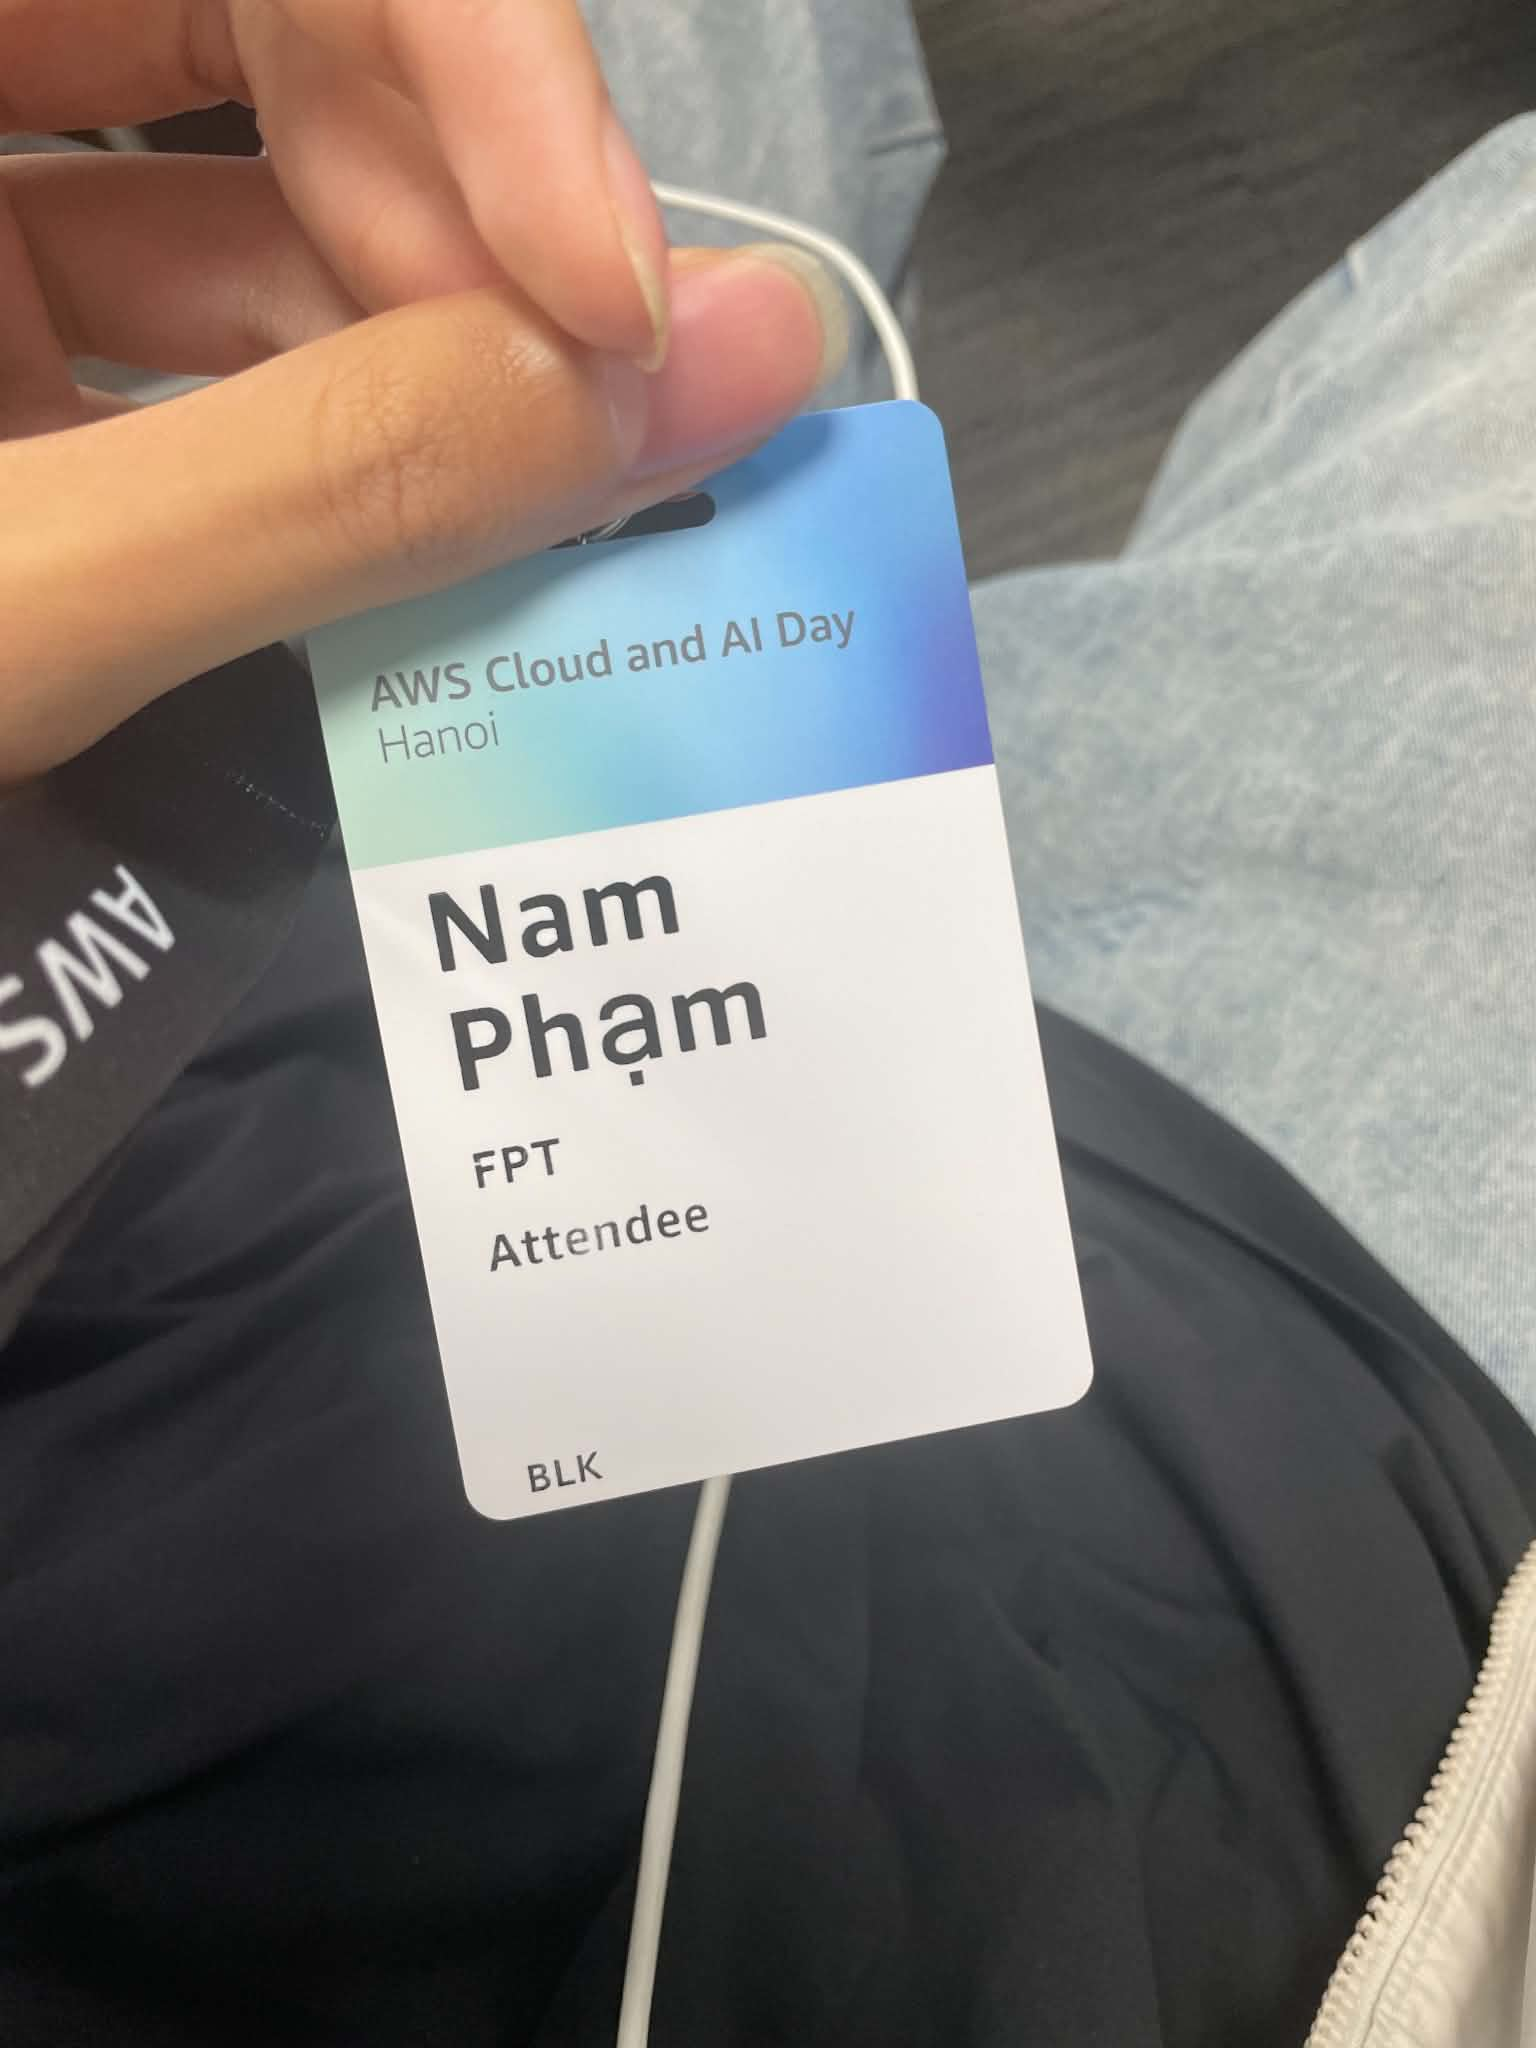 AWS Cloud and AI Day
Hanoi
Nam
Phạm
FPT
Attendee
BLK
AWS